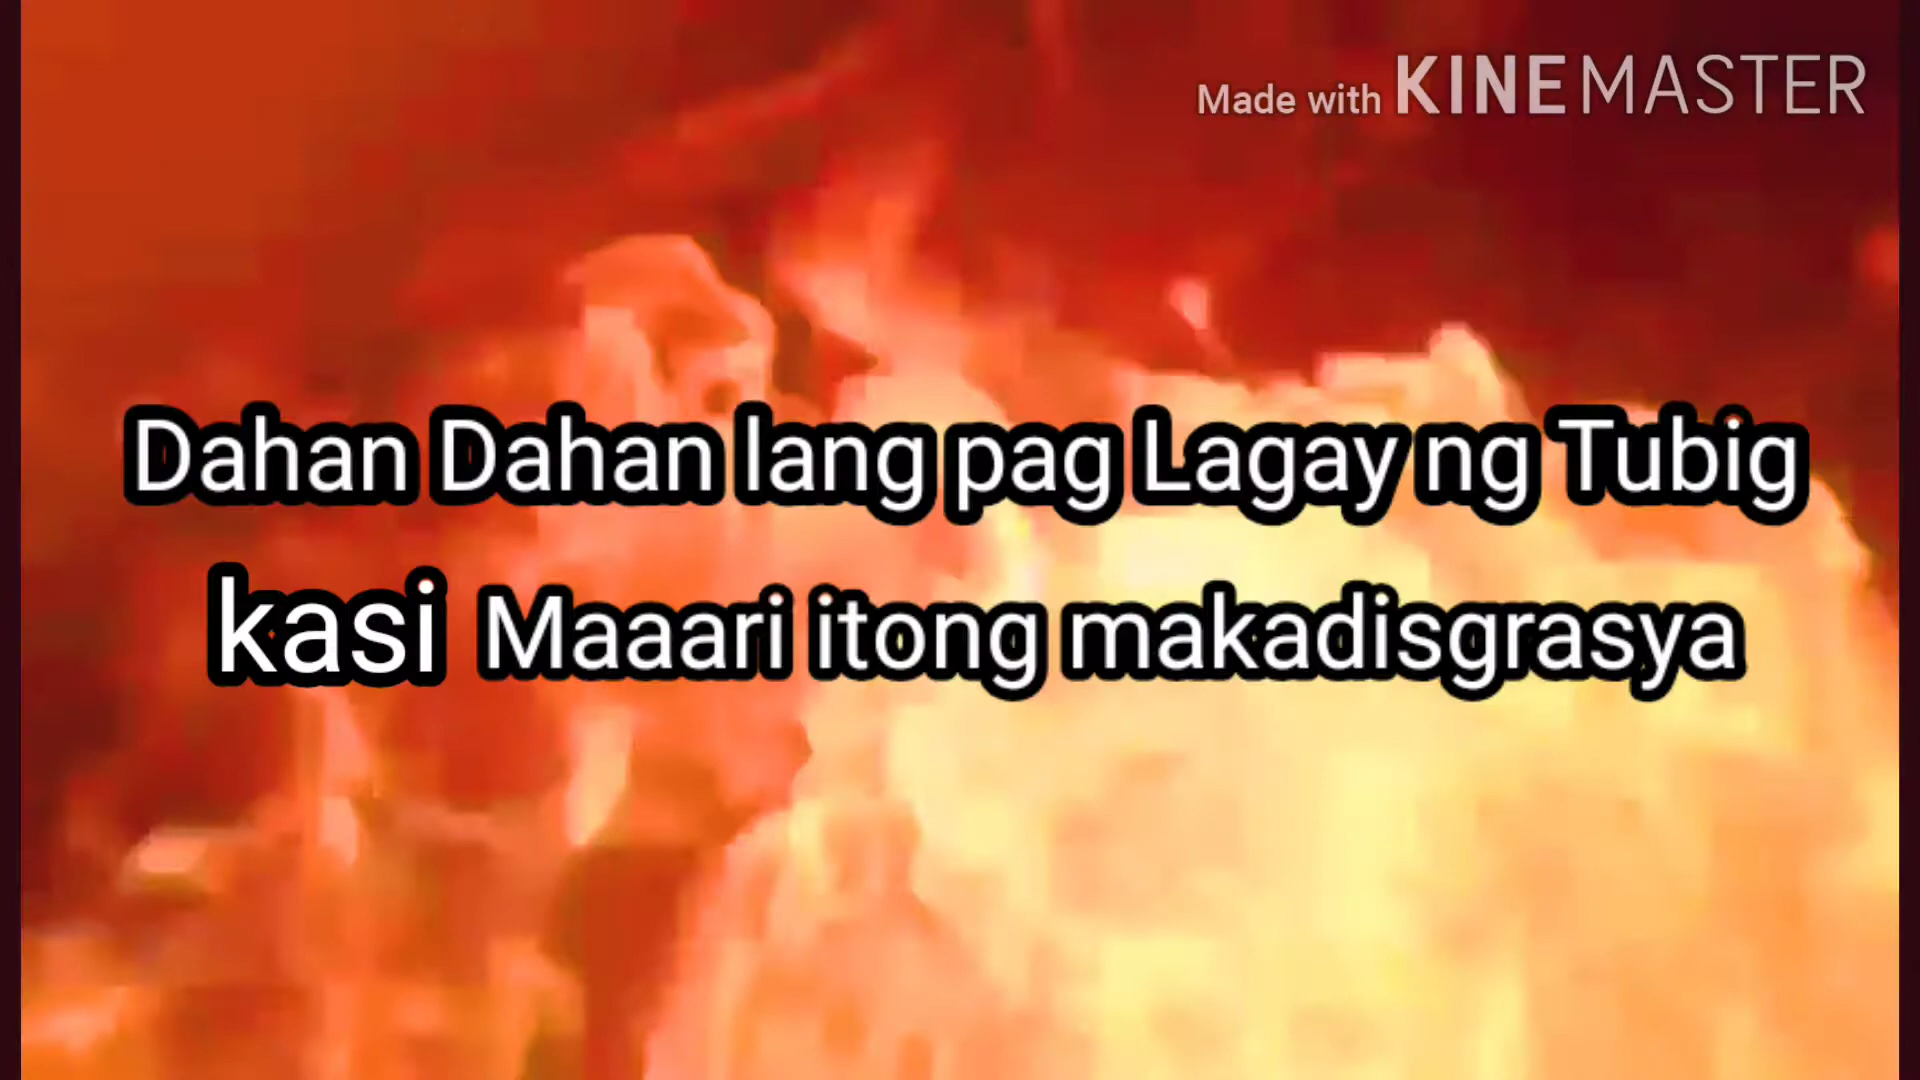 Made with KINEMASTER
Dahan Dahan lang pag Lagay ng Tubig
kasi Maaari itong makadisgrasya